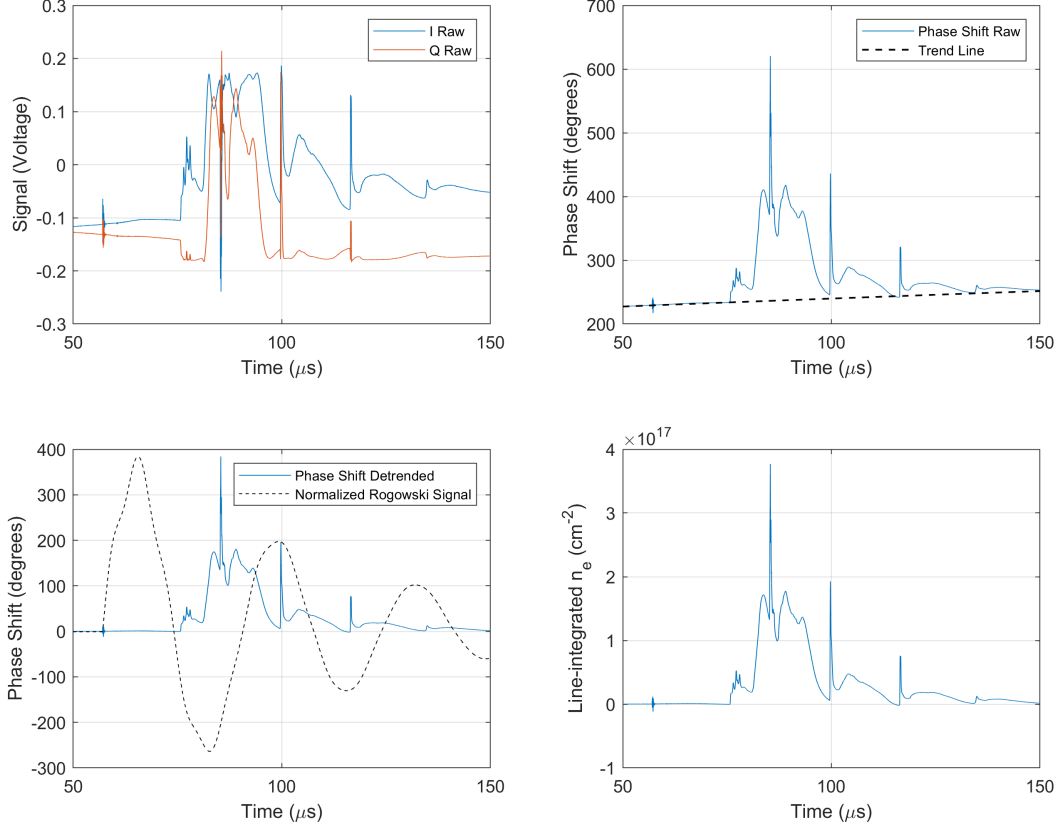 0.3
0.2
0.1
0
-0.1
-0.2
-0.3
50
100
150
Signal (Voltage)
Time (μs)
I Raw
Q Raw
700
600
500
400
300
200
50
100
150
Phase Shift (degrees)
Time (μs)
Phase Shift Raw
Trend Line
400
300
200
100
0
-100
-200
-300
50
100
150
Phase Shift (degrees)
Time (μs)
Phase Shift Detrended
Normalized Rogowski Signal
×10^17
4
3
2
1
0
-1
50
100
150
Line-integrated n_e (cm^-2)
Time (μs)